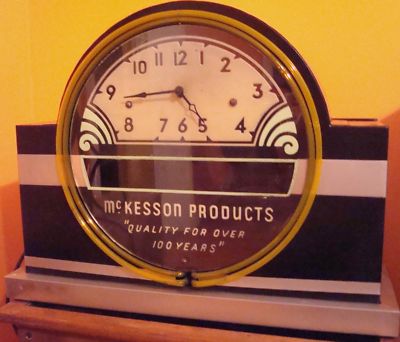 10 11 12 1
9 2
8 3
7 6 5 4
McKESSON PRODUCTS
"QUALITY FOR OVER
100 YEARS"